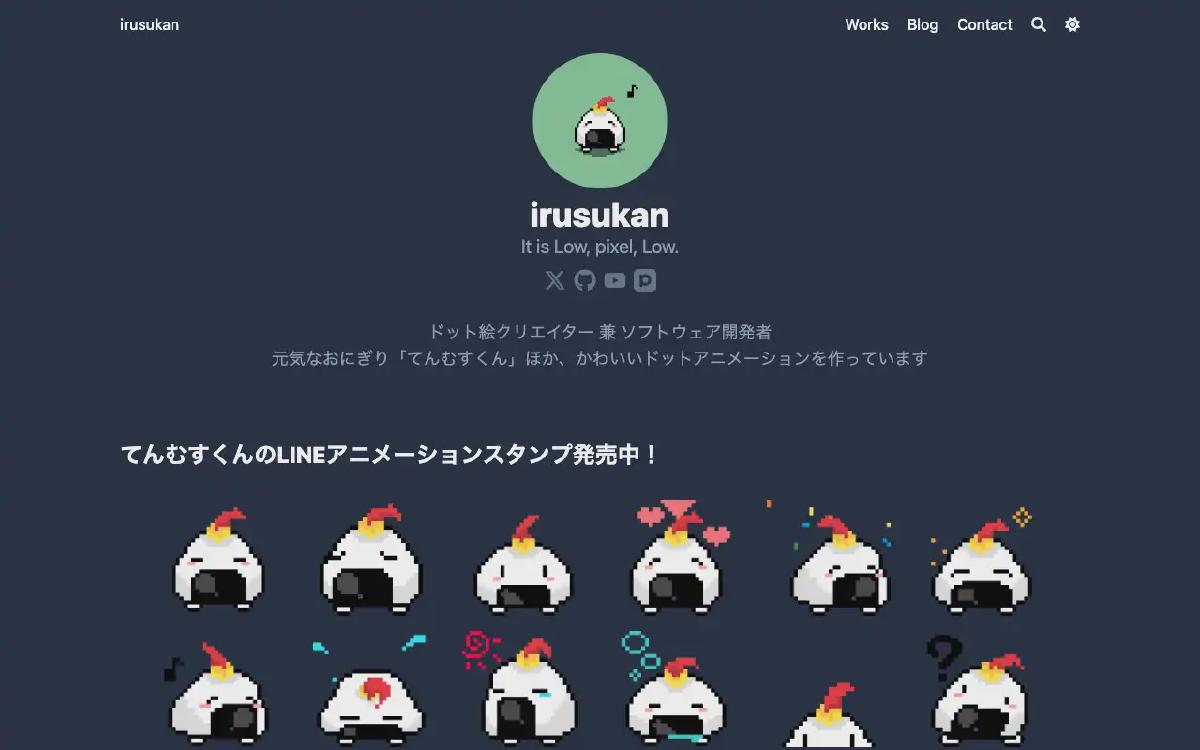 irusukan
Works Blog Contact
irusukan
It is Low, pixel, Low.
ドット絵クリエイター 兼 ソフトウェア開発者
元気なおにぎり「てんむすくん」ほか、かわいいドットアニメーションを作っています
てんむすくんのLINEアニメーションスタンプ発売中！
?